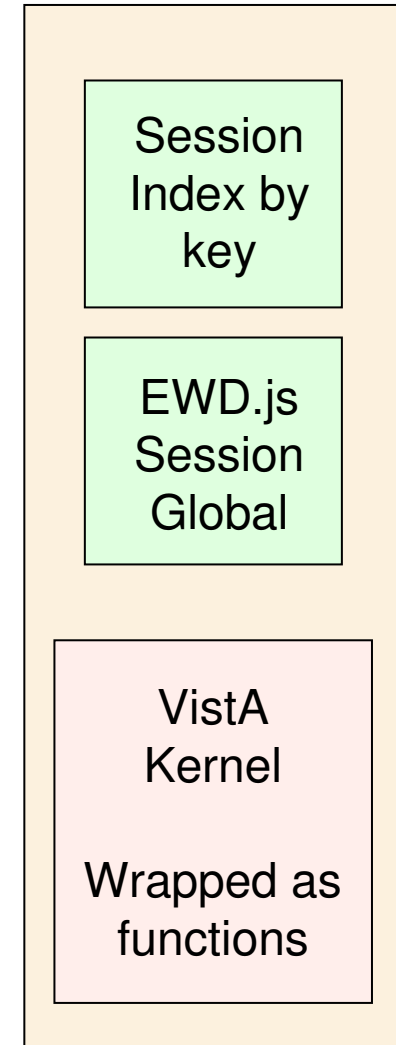 Session
Index by
key
EWD.js
Session
Global
VistA
Kernel
Wrapped as
functions